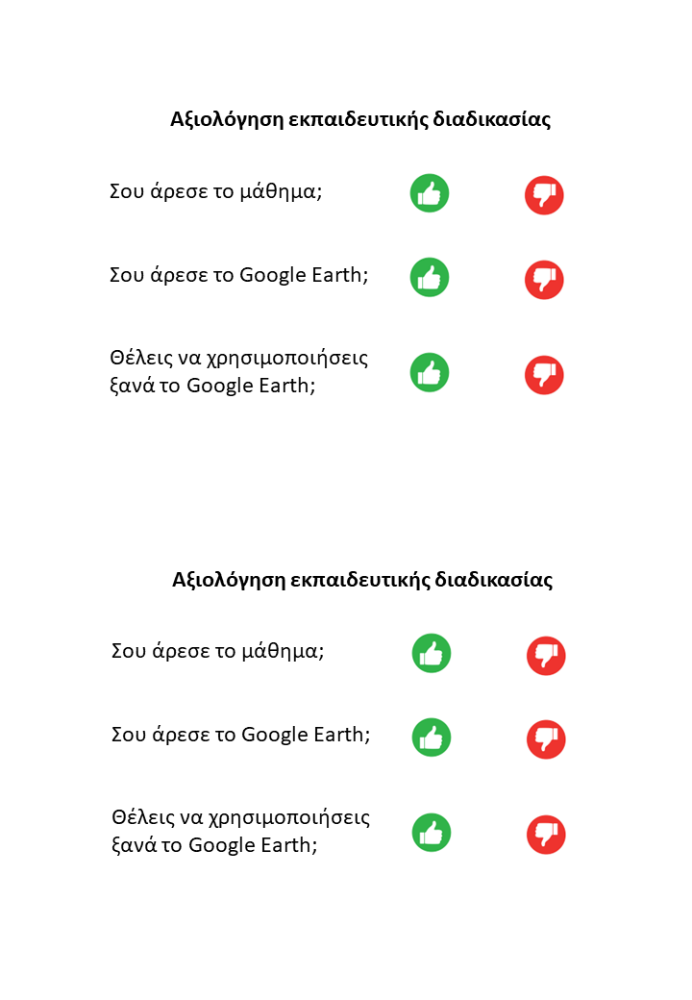 Αξιολόγηση εκπαιδευτικής διαδικασίας
Σου άρεσε το μάθημα;
Σου άρεσε το Google Earth;
Θέλεις να χρησιμοποιήσεις
ξανά το Google Earth;
Αξιολόγηση εκπαιδευτικής διαδικασίας
Σου άρεσε το μάθημα;
Σου άρεσε το Google Earth;
Θέλεις να χρησιμοποιήσεις
ξανά το Google Earth;